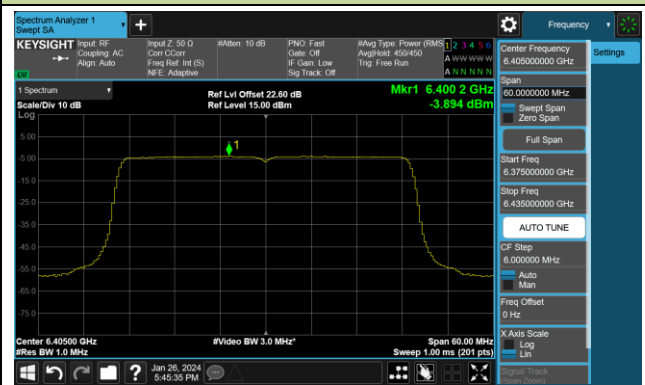 Spectrum Analyzer 1
Swept SA
Frequency
KEYSIGHT
Input: RF
Coupling: AC
Align: Auto
Input Z: 50 Ω
Corr CCorr
Freq Ref: Int (S)
NFE: Adaptive
#Atten: 10 dB
PNO: Fast
Gate: Off
IF Gain: Low
Sig Track: Off
#Avg Type: Power (RMS
Avg|Hold: 450/450
Trig: Free Run
1 2 3 4 5 6
A W W W W W
A N N N N N
Center Frequency
6.405000000 GHz
Settings
Span
60.0000000 MHz
Swept Span
Zero Span
Full Span
Start Freq
6.375000000 GHz
Stop Freq
6.435000000 GHz
AUTO TUNE
CF Step
6.000000 MHz
Auto
Man
Freq Offset
0 Hz
X Axis Scale
Log
Lin
Signal Track
(Span Zoom)
1 Spectrum
Scale/Div 10 dB
Ref Lvl Offset 22.60 dB
Ref Level 15.00 dBm
Mkr1 6.400 2 GHz
-3.894 dBm
Log
5.00
-5.00
-15.0
-25.0
-35.0
-45.0
-55.0
-65.0
-75.0
1
Center 6.40500 GHz
#Video BW 3.0 MHz*
Span 60.00 MHz
#Res BW 1.0 MHz
Sweep 1.00 ms (201 pts)
Jan 26, 2024
5:45:35 PM